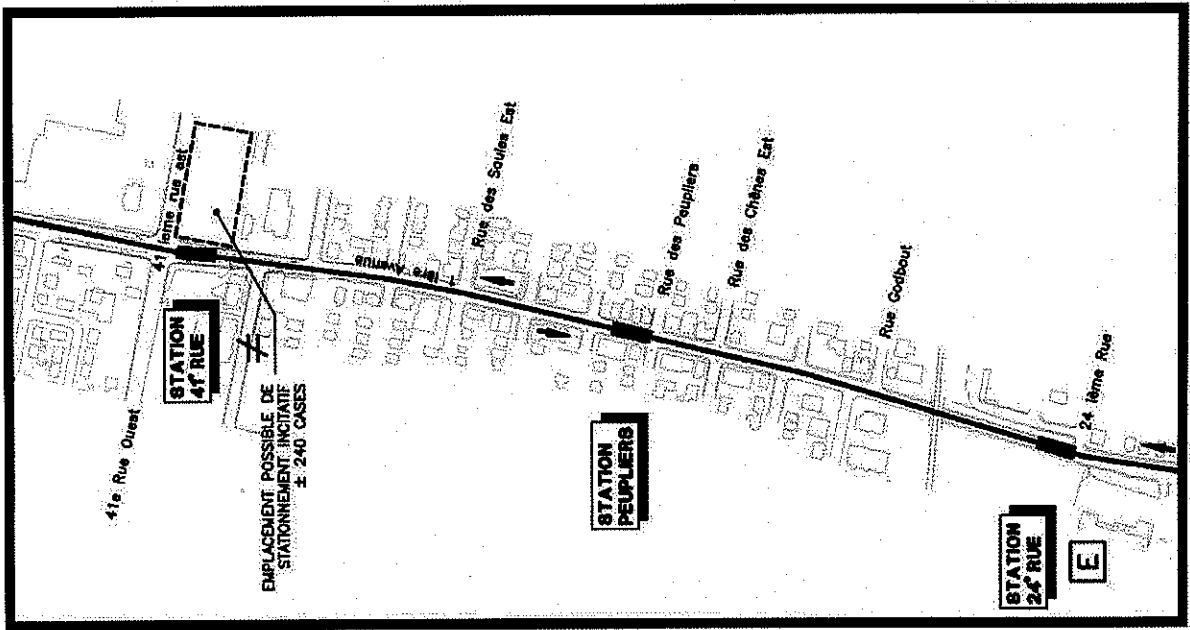 41 ième rue est
STATION
41e RUE
41e Rue Ouest
EMPLACEMENT POSSIBLE DE
STATIONNEMENT INCITATIF
± 240 CASES
1ère Avenue
Rue des Saules Est
Rue des Peupliers
Rue des Chênes Est
STATION
PEUPLIERS
Rue Godbout
24 ième Rue
STATION
24e RUE
E